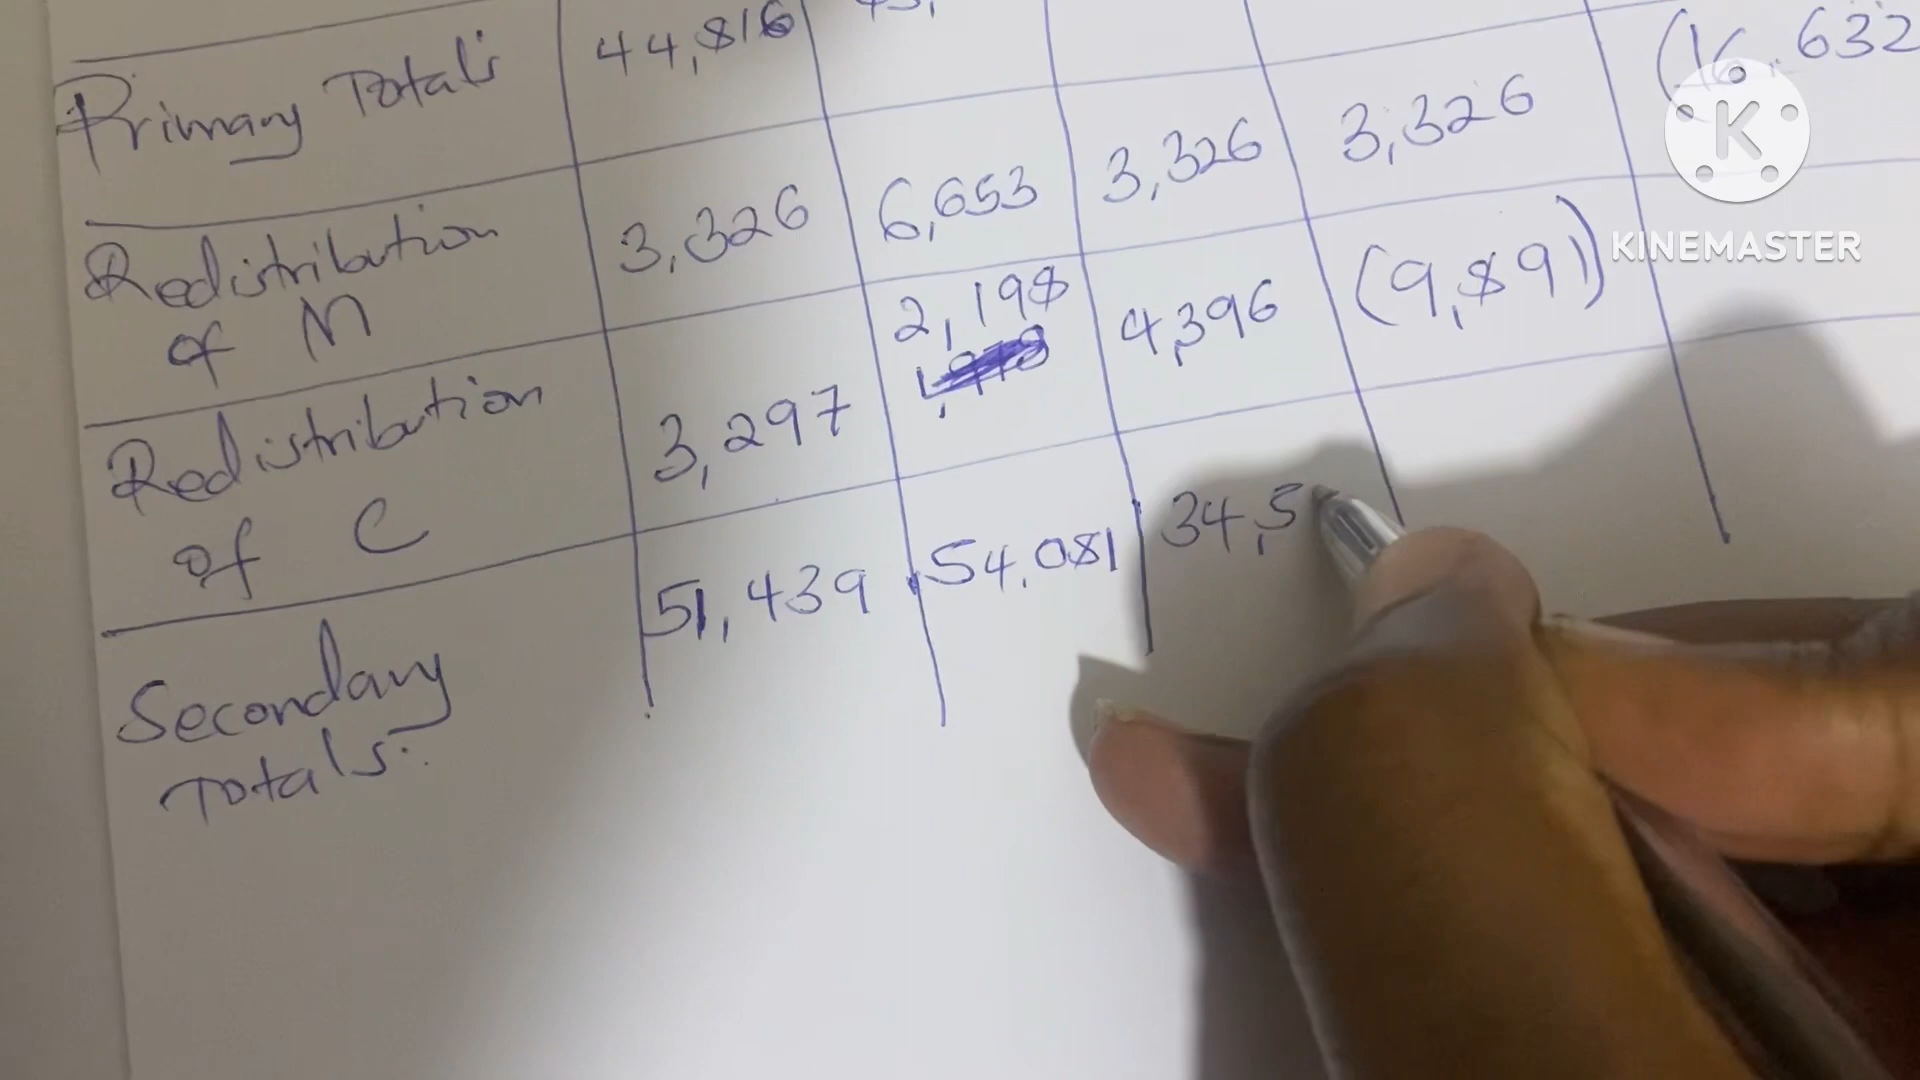 Primary Totals 44,816
(16,632
Redistribution of M 3,326 6,653 3,326 3,326
Redistribution of C 3,297 2,198 4,396 (9,891)
Secondary Totals. 51,439 54,081 34,5
K
KINEMASTER